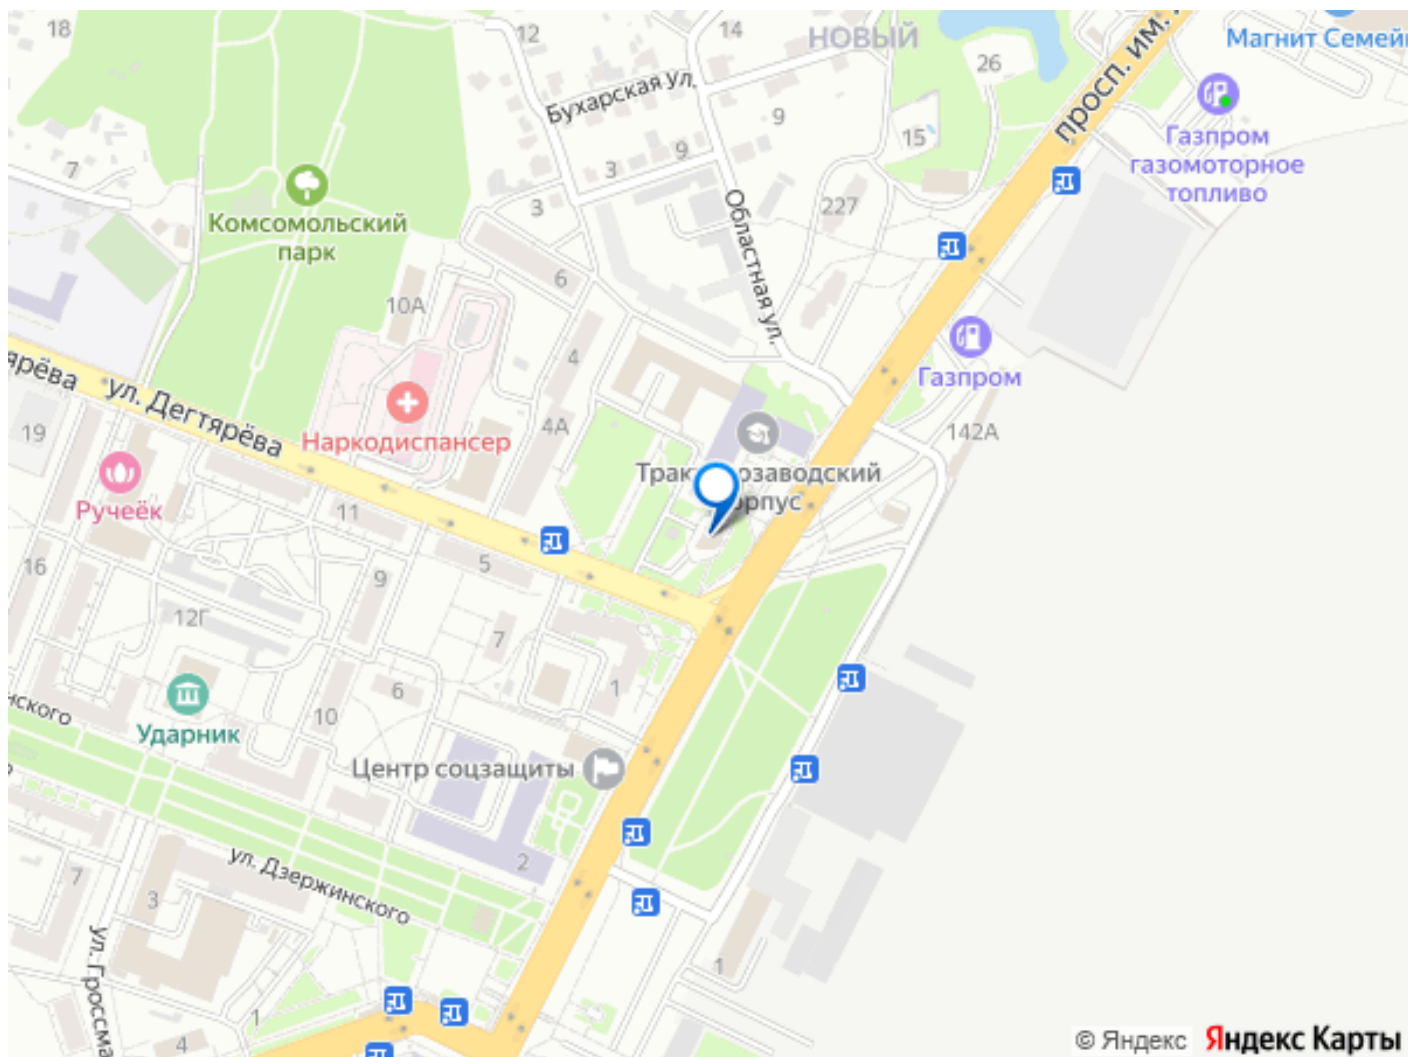 18
12
14
НОВЫЙ
просп. им.
Магнит Семей
26
Бухарская ул.
9
15
Газпром
газомоторное
топливо
7
9
3
3
Комсомольский
парк
Областная ул.
227
6
10А
4
Газпром
ул. Дегтярёва
4А
142А
19
Наркодиспансер
Ручеёк
11
5
16
9
12Г
7
6
1
10
Ударник
Центр соцзащиты
2
ул. Дзержинского
7
3
1
1
4
© Яндекс Яндекс Карты